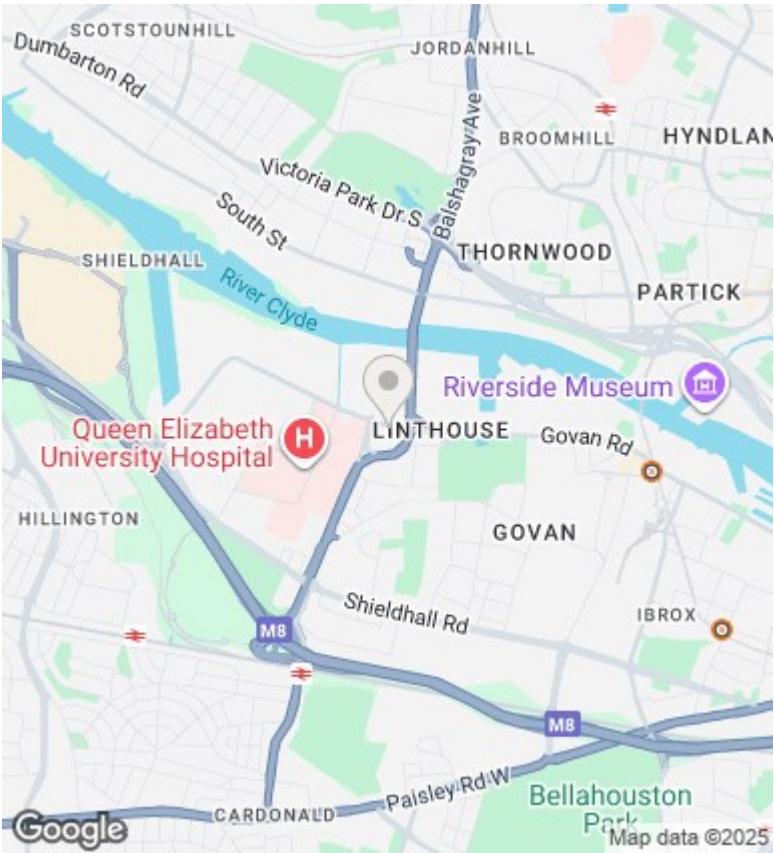 SCOTSTOUNHILL
Dumbarton Rd
JORDANHILL
Balshagray Ave
BROOMHILL
HYNDLAN
Victoria Park Dr S
South St
THORNWOOD
SHIELDHALL
River Clyde
PARTICK
Riverside Museum
Queen Elizabeth
University Hospital
H
LINTHOUSE
Govan Rd
HILLINGTON
GOVAN
Shieldhall Rd
IBROX
M8
M8
Paisley Rd W
Bellahouston
Park
CARDONALD
Google
Map data ©2025